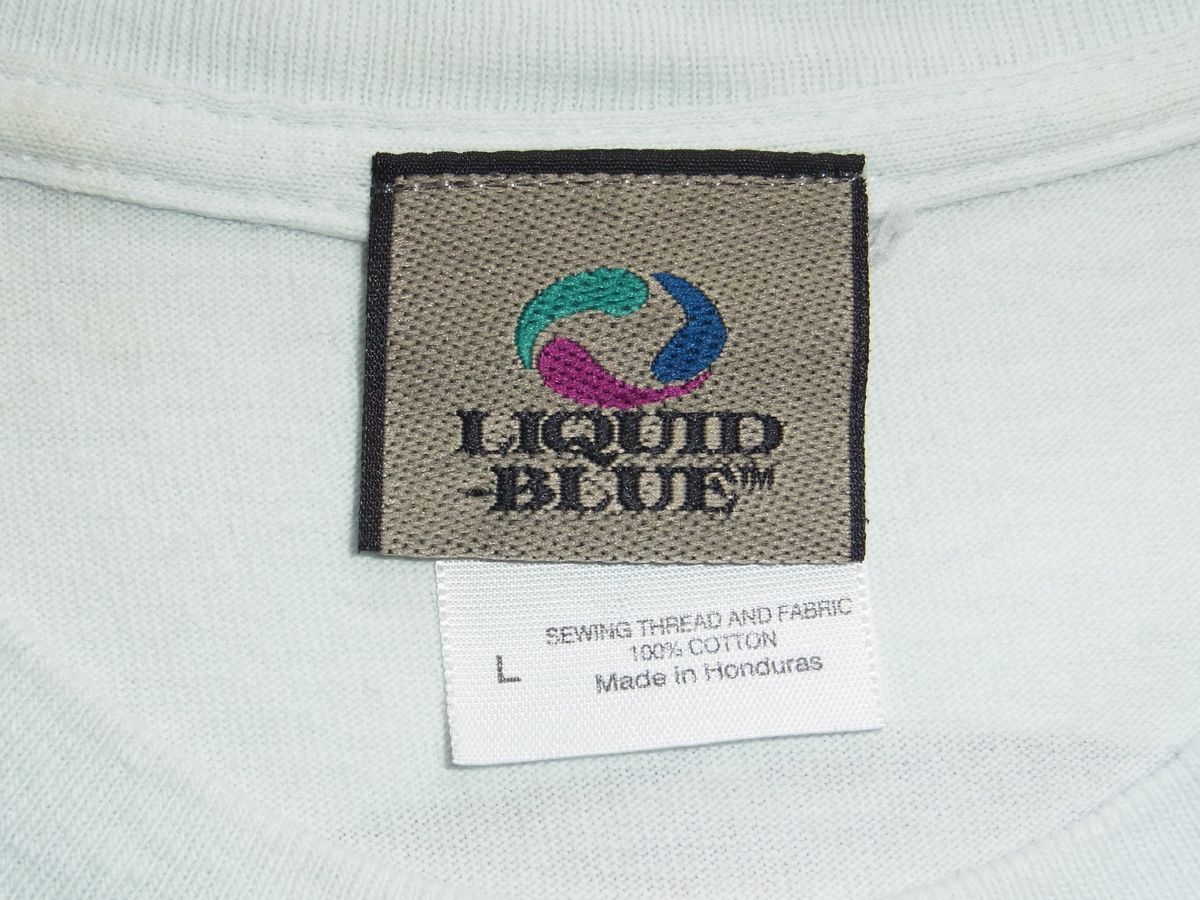 LIQUID
-BLUE™
SEWING THREAD AND FABRIC
100% COTTON
L
Made in Honduras